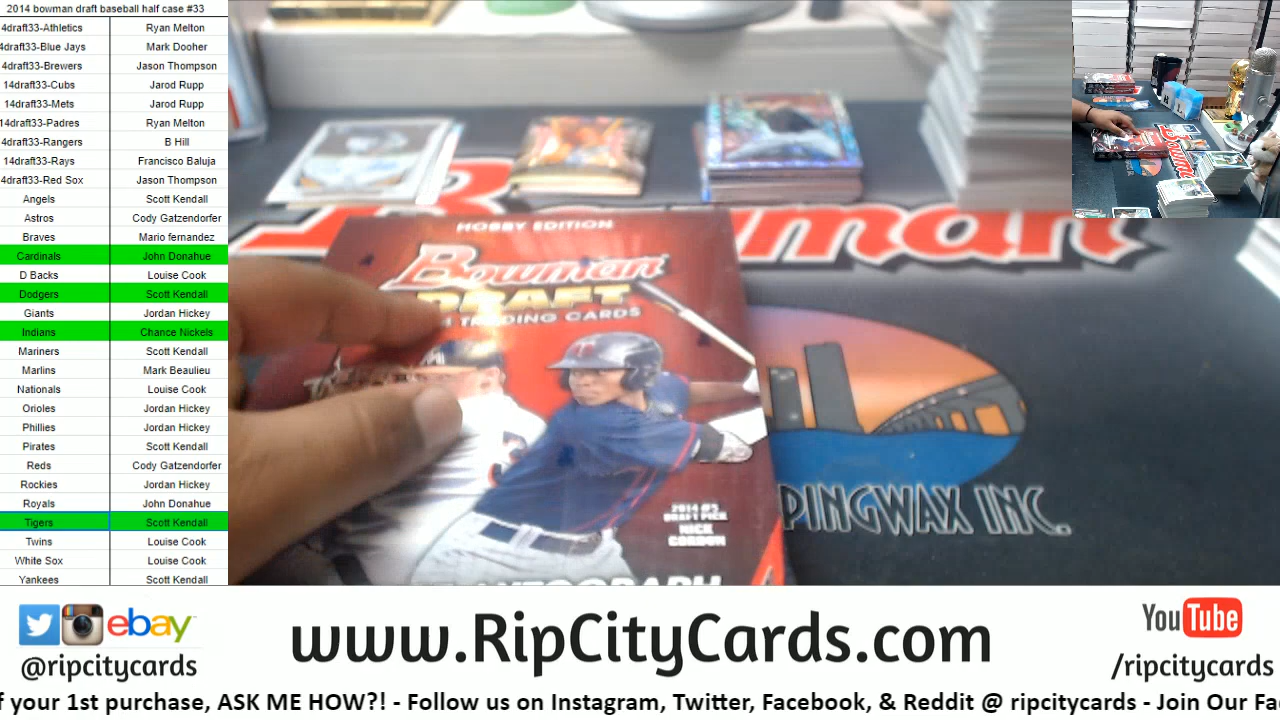 2014 bowman draft baseball half case #33
4draft33-Athletics Ryan Melton
4draft33-Blue Jays Mark Dooher
4draft33-Brewers Jason Thompson
14draft33-Cubs Jarod Rupp
14draft33-Mets Jarod Rupp
14draft33-Padres Ryan Melton
4draft33-Rangers B Hill
14draft33-Rays Francisco Baluja
4draft33-Red Sox Jason Thompson
Angels Scott Kendall
Astros Cody Gatzendorfer
Braves Mario fernandez
Cardinals John Donahue
D Backs Louise Cook
Dodgers Scott Kendall
Giants Jordan Hickey
Indians Chance Nickels
Mariners Scott Kendall
Marlins Mark Beaulieu
Nationals Louise Cook
Orioles Jordan Hickey
Phillies Jordan Hickey
Pirates Scott Kendall
Reds Cody Gatzendorfer
Rockies Jordan Hickey
Royals John Donahue
Tigers Scott Kendall
Twins Louise Cook
White Sox Louise Cook
Yankees Scott Kendall
Bowman
HOBBY EDITION
Bowman
DRAFT
TRADING CARDS
2014 #5
DRAFT PICK
NICK
GORDON
AUTOGRAPH
PINGWAX INC.
Bowman
ebay
@ripcitycards
www.RipCityCards.com
YouTube
/ripcitycards
f your 1st purchase, ASK ME HOW?! - Follow us on Instagram, Twitter, Facebook, & Reddit @ ripcitycards - Join Our Fa